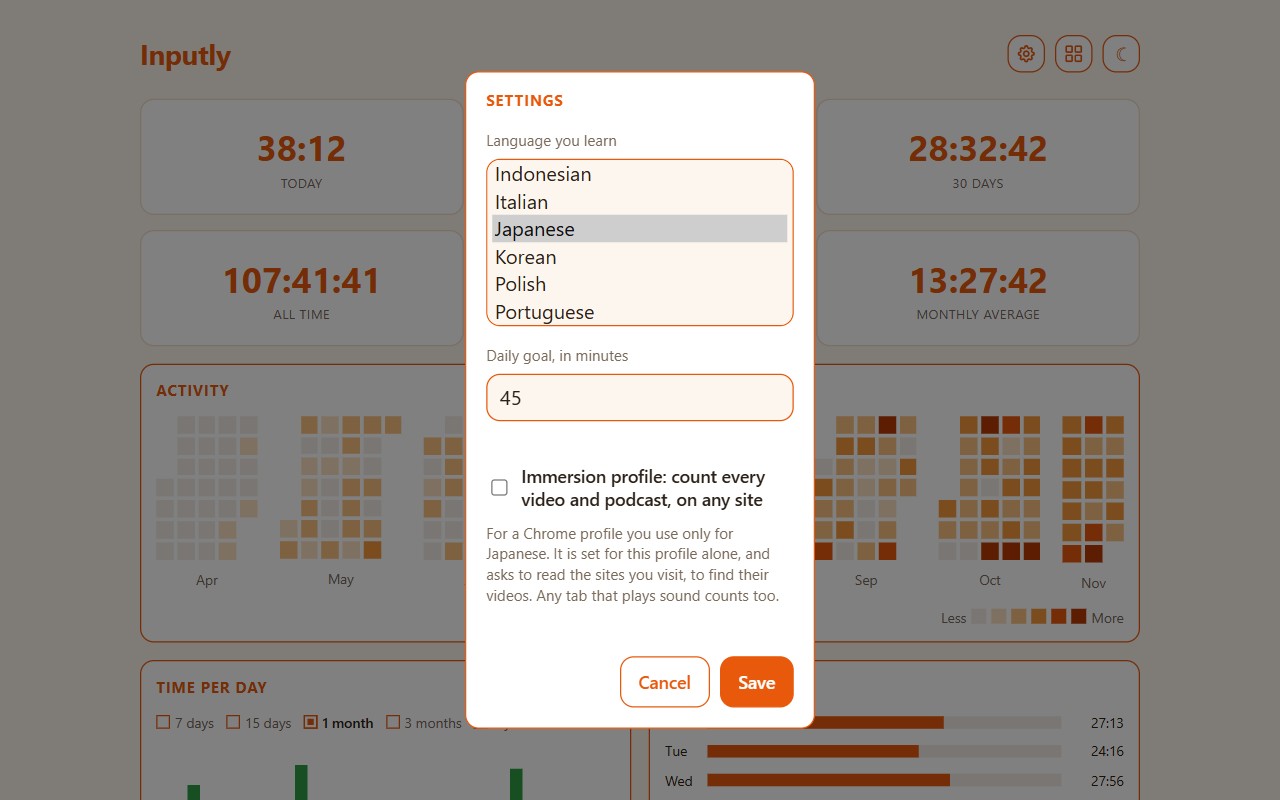 Inputly
38:12
TODAY
28:32:42
30 DAYS
107:41:41
ALL TIME
13:27:42
MONTHLY AVERAGE
SETTINGS
Language you learn
Indonesian
Italian
Japanese
Korean
Polish
Portuguese
Daily goal, in minutes
45
Immersion profile: count every
video and podcast, on any site
For a Chrome profile you use only for
Japanese. It is set for this profile alone, and
asks to read the sites you visit, to find their
videos. Any tab that plays sound counts too.
Cancel
Save
ACTIVITY
Apr
May
Sep
Oct
Nov
Less
More
TIME PER DAY
7 days
15 days
1 month
3 months
27:13
Tue
24:16
Wed
27:56